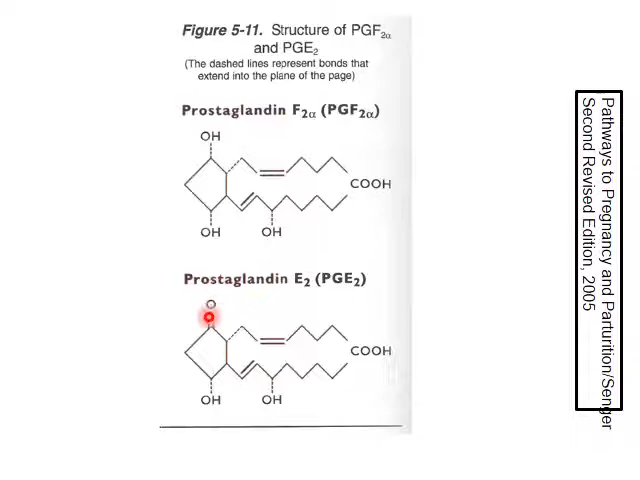 Figure 5-11. Structure of PGF2α
and PGE2
(The dashed lines represent bonds that
extend into the plane of the page)
Prostaglandin F2α (PGF2α)
OH
COOH
OH OH
Prostaglandin E2 (PGE2)
O
COOH
OH OH
Pathways to Pregnancy and Parturition/Senger
Second Revised Edition, 2005